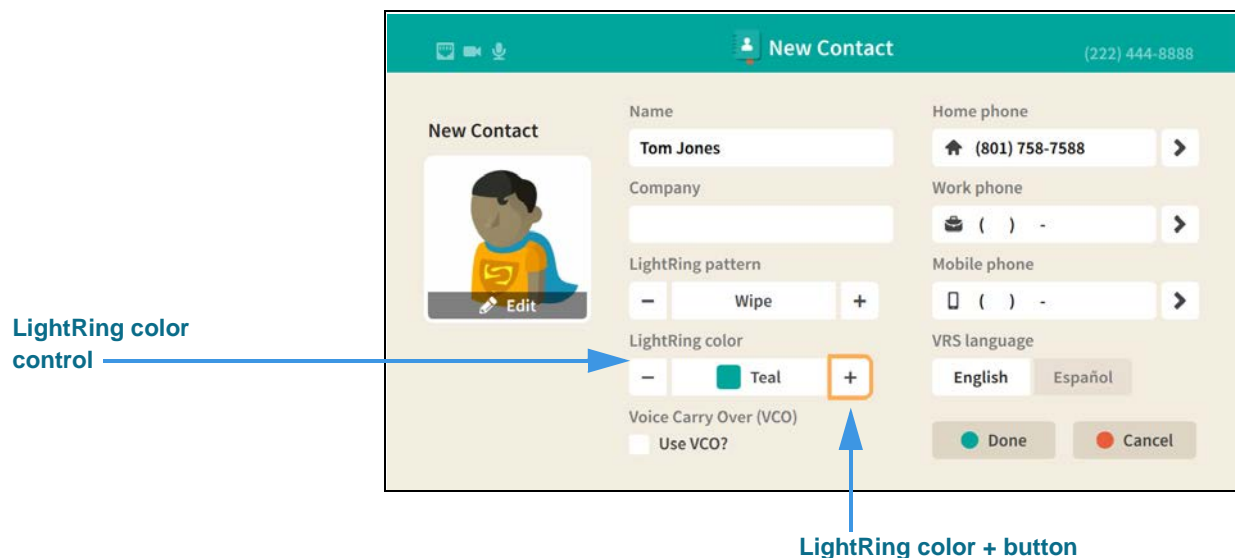 New Contact
(222) 444-8888
New Contact
Edit
Name
Tom Jones
Company
LightRing pattern
− Wipe +
LightRing color
− Teal +
Voice Carry Over (VCO)
Use VCO?
Home phone
(801) 758-7588
Work phone
( ) -
Mobile phone
( ) -
VRS language
English Español
Done Cancel
LightRing color
control
LightRing color + button